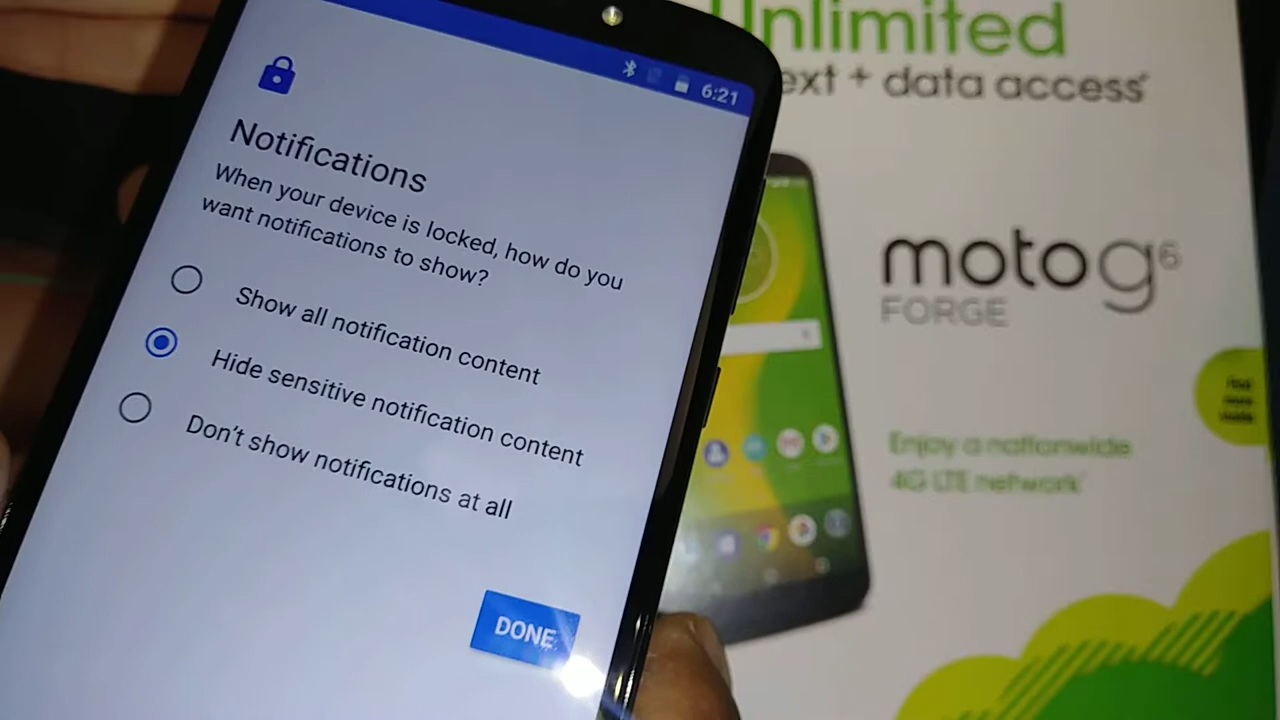 6:21
Notifications
When your device is locked, how do you
want notifications to show?
Show all notification content
Hide sensitive notification content
Don't show notifications at all
DONE
Unlimited
text + data access*
moto g6
FORGE
Enjoy a nationwide
4G LTE network*